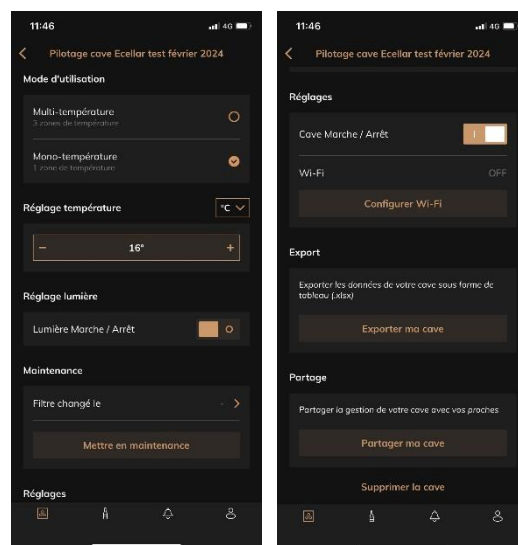 11:46
4G
Pilotage cave Ecellar test février 2024
Mode d'utilisation
Multi-température
3 zones de température
Mono-température
1 zone de température
Réglage température
°C
−
16°
+
Réglage lumière
Lumière Marche / Arrêt
O
Maintenance
Filtre changé le
-
Mettre en maintenance
Réglages
11:46
4G
Pilotage cave Ecellar test février 2024
Réglages
Cave Marche / Arrêt
I
Wi-Fi
OFF
Configurer Wi-Fi
Export
Exporter les données de votre cave sous forme de
tableau (.xlsx)
Exporter ma cave
Partage
Partager la gestion de votre cave avec vos proches
Partager ma cave
Supprimer la cave